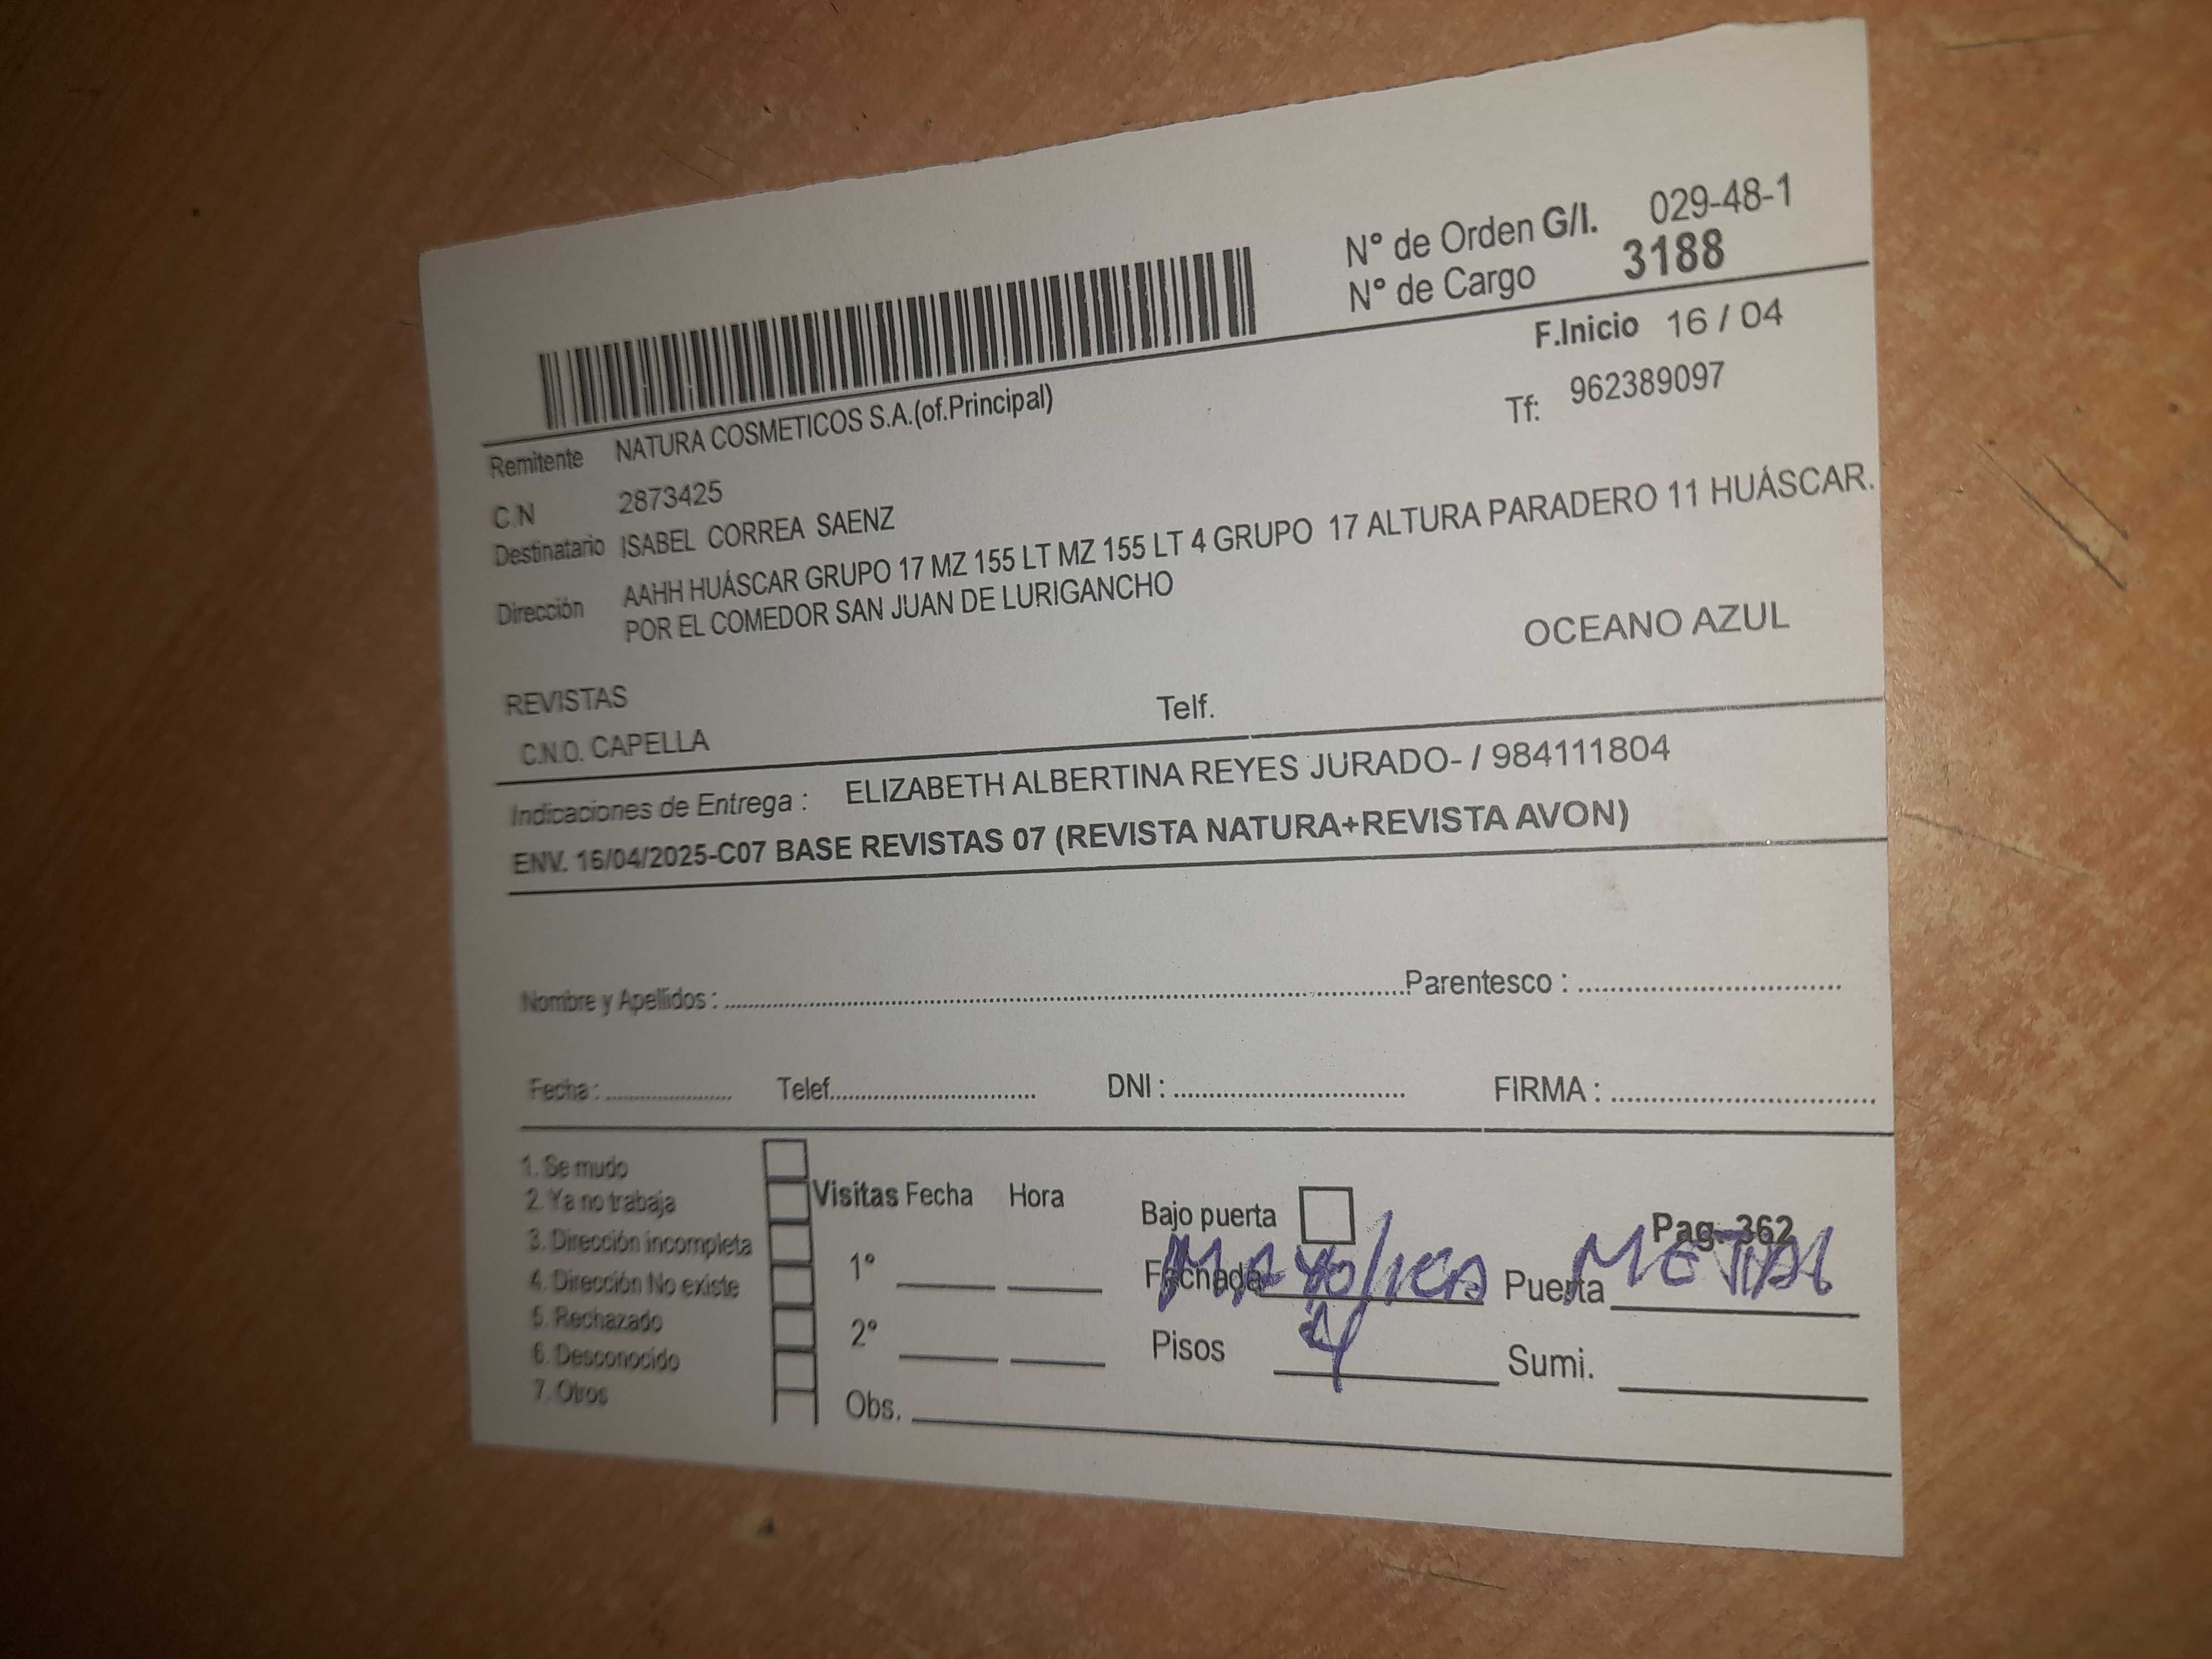 N° de Orden G/I. 029-48-1
N° de Cargo 3188
F.Inicio 16 / 04
Remitente NATURA COSMETICOS S.A.(of.Principal)
Tf: 962389097
C.N 2873425
Destinatario ISABEL CORREA SAENZ
Dirección AAHH HUÁSCAR GRUPO 17 MZ 155 LT MZ 155 LT 4 GRUPO 17 ALTURA PARADERO 11 HUÁSCAR.
POR EL COMEDOR SAN JUAN DE LURIGANCHO
OCEANO AZUL
REVISTAS
C.N.O. CAPELLA Telf.
Indicaciones de Entrega : ELIZABETH ALBERTINA REYES JURADO- / 984111804
ENV. 16/04/2025-C07 BASE REVISTAS 07 (REVISTA NATURA+REVISTA AVON)
Nombre y Apellidos : Parentesco :
Fecha : Telef. DNI : FIRMA :
1. Se mudo
2. Ya no trabaja
3. Dirección incompleta
4. Dirección No existe
5. Rechazado
6. Desconocido
7. Otros
Visitas Fecha Hora
1°
2°
Obs.
Bajo puerta
Pag. 362
Fachada MAYOlICA Puerta METAl
Pisos 4 Sumi.